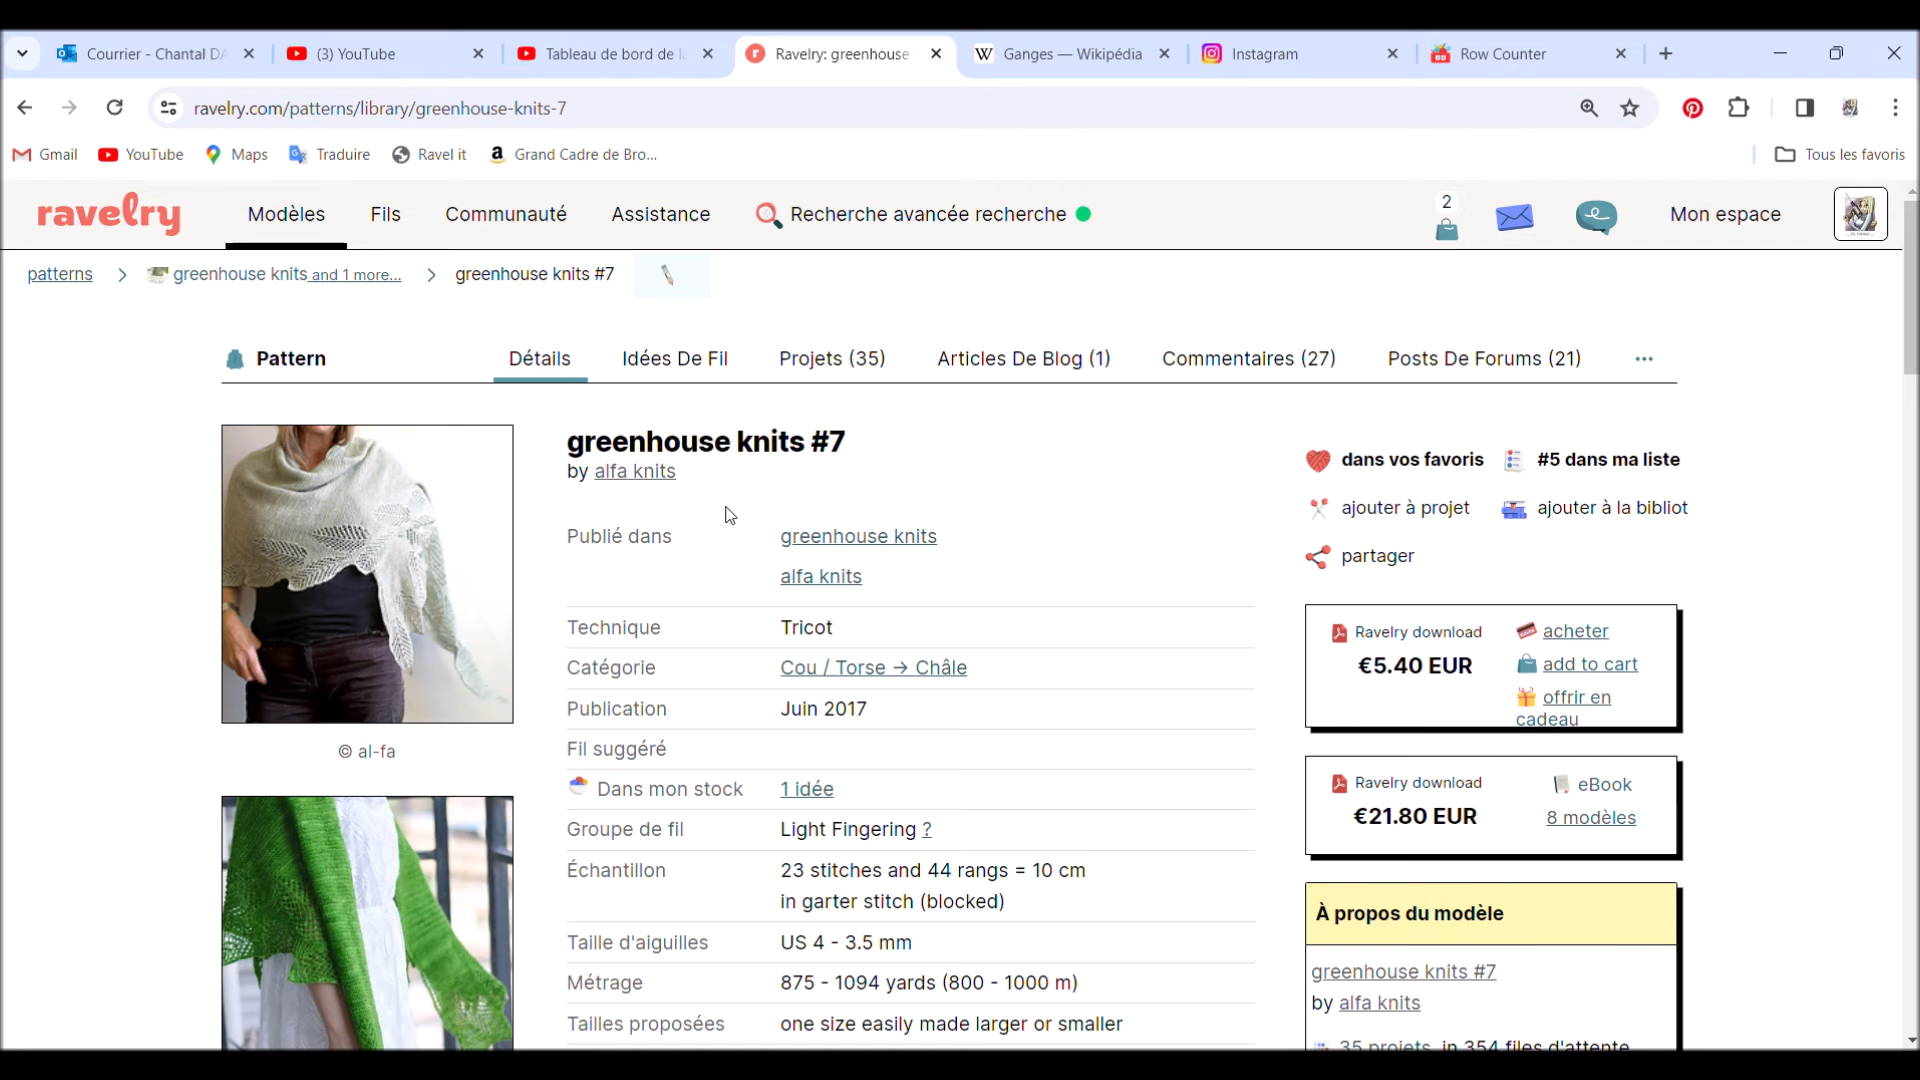 Courrier - Chantal DA
(3) YouTube
Tableau de bord de la
Ravelry: greenhouse
Ganges — Wikipédia
Instagram
Row Counter
ravelry.com/patterns/library/greenhouse-knits-7
Gmail
YouTube
Maps
Traduire
Ravel it
Grand Cadre de Bro...
Tous les favoris
ravelry
Modèles
Fils
Communauté
Assistance
Recherche avancée recherche
2
Mon espace
patterns
greenhouse knits and 1 more...
greenhouse knits #7
Pattern
Détails
Idées De Fil
Projets (35)
Articles De Blog (1)
Commentaires (27)
Posts De Forums (21)
greenhouse knits #7
by alfa knits
Publié dans greenhouse knits
alfa knits
Technique Tricot
Catégorie Cou / Torse → Châle
Publication Juin 2017
Fil suggéré
Dans mon stock 1 idée
Groupe de fil Light Fingering ?
Échantillon 23 stitches and 44 rangs = 10 cm
in garter stitch (blocked)
Taille d'aiguilles US 4 - 3.5 mm
Métrage 875 - 1094 yards (800 - 1000 m)
Tailles proposées one size easily made larger or smaller
© al-fa
dans vos favoris
#5 dans ma liste
ajouter à projet
ajouter à la bibliot
partager
Ravelry download
€5.40 EUR
acheter
add to cart
offrir en
cadeau
Ravelry download
€21.80 EUR
eBook
8 modèles
À propos du modèle
greenhouse knits #7
by alfa knits
35 projets, in 354 files d'attente